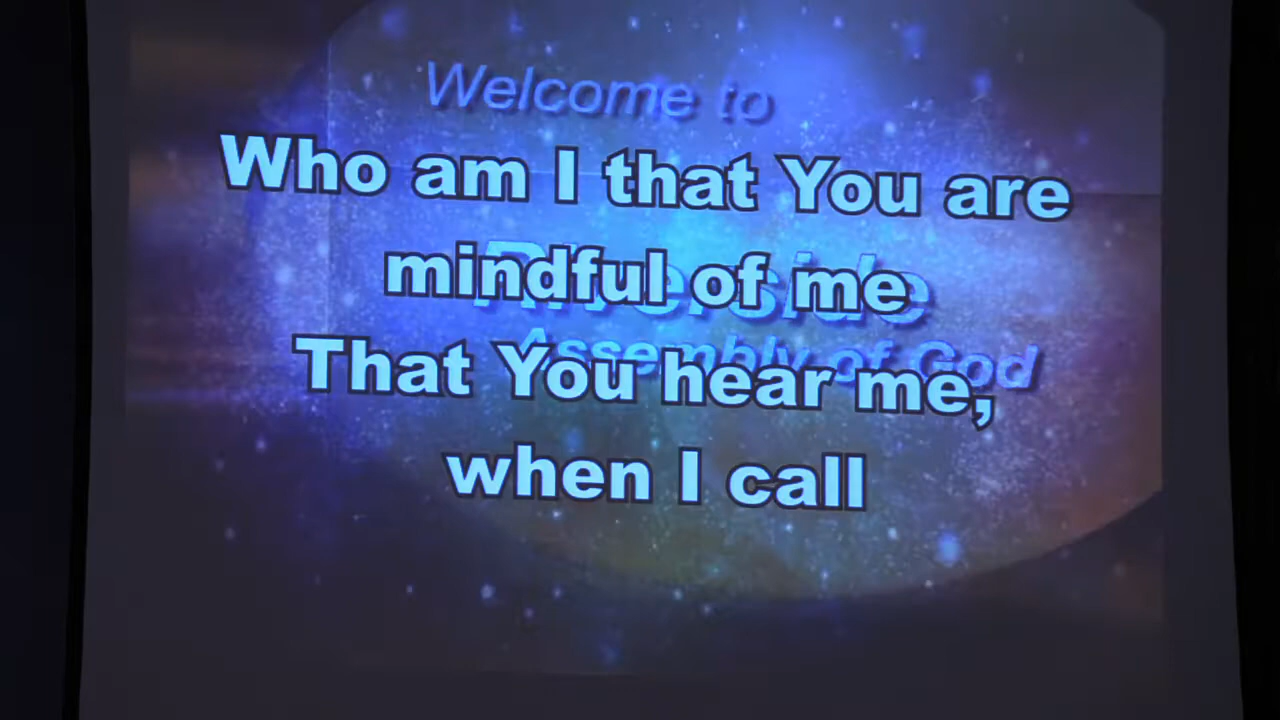 Welcome to
Who am I that You are
mindful of me
Riverside
Assembly of God
That You hear me,
when I call